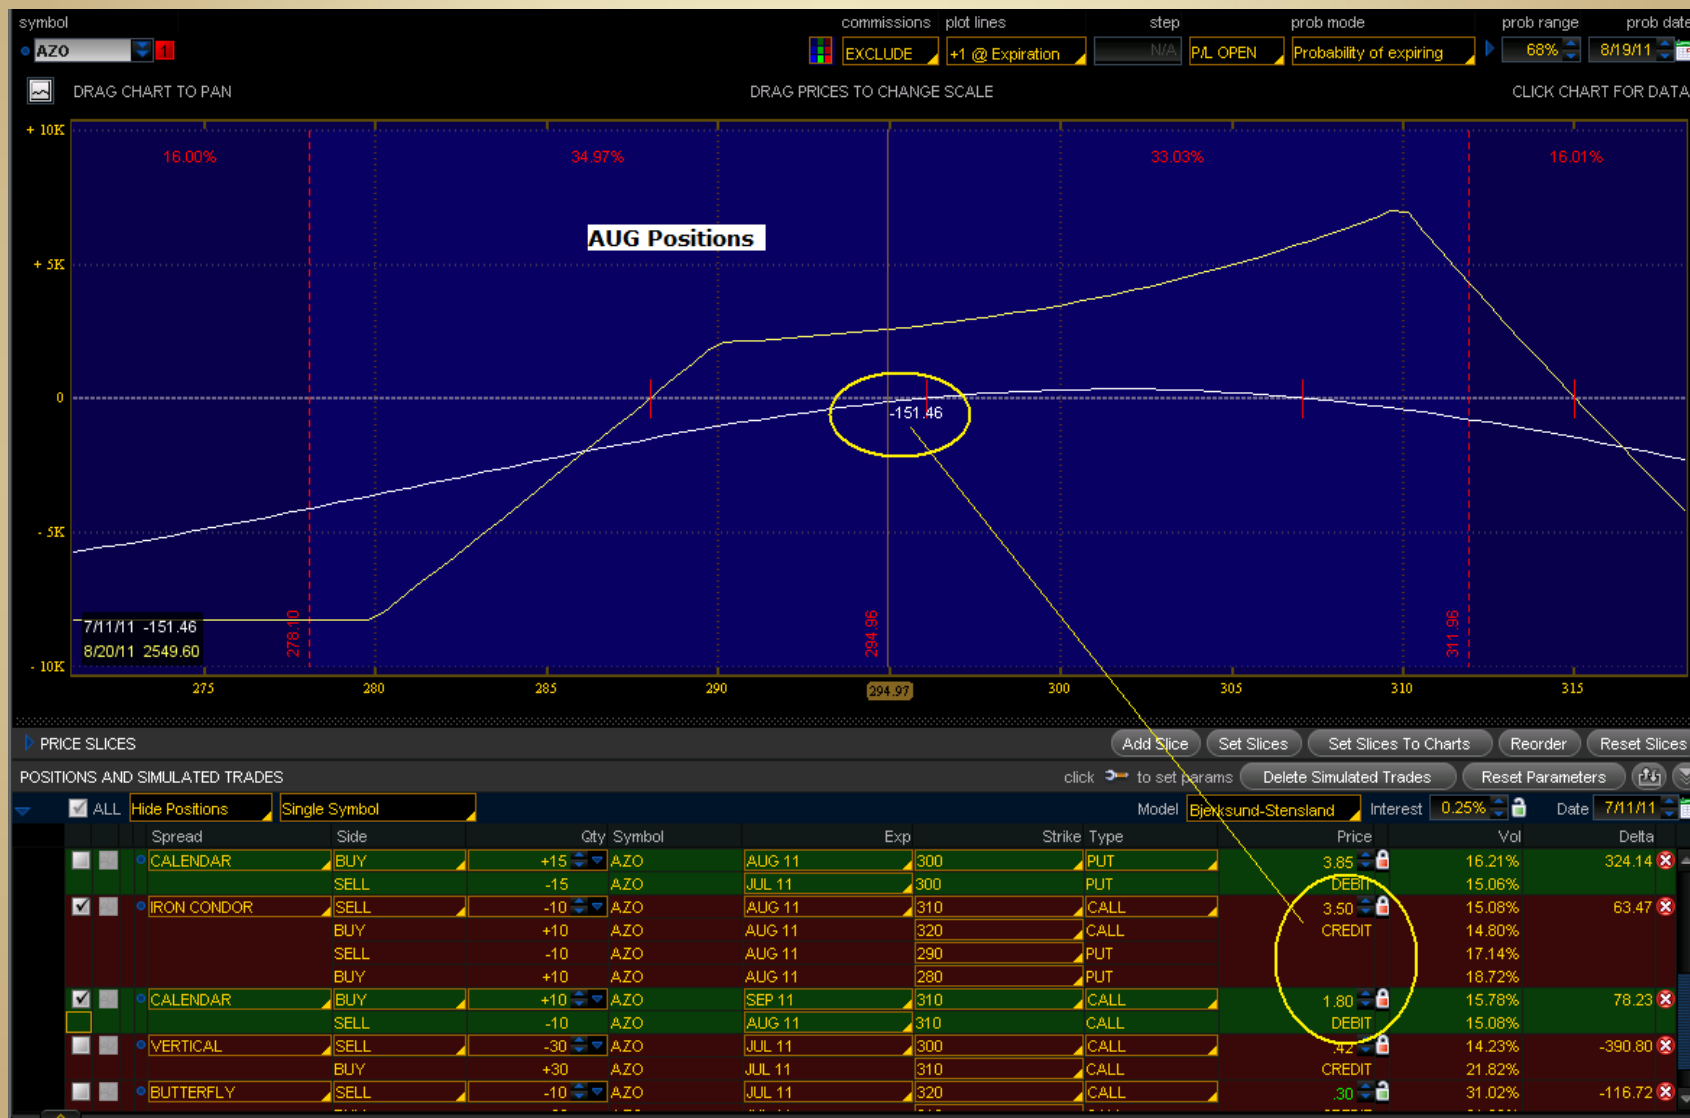 symbol commissions plot lines step prob mode prob range prob date
AZO 1 EXCLUDE +1 @ Expiration N/A P/L OPEN Probability of expiring 68% 8/19/11
DRAG CHART TO PAN DRAG PRICES TO CHANGE SCALE CLICK CHART FOR DATA
+ 10K
16.00% 34.97% 33.03% 16.01%
AUG Positions
+ 5K
0
-151.46
- 5K
278.10 294.96 311.96
7/11/11 -151.46
8/20/11 2549.60
- 10K
275 280 285 290 294.97 300 305 310 315
PRICE SLICES Add Slice Set Slices Set Slices To Charts Reorder Reset Slices
POSITIONS AND SIMULATED TRADES click to set params Delete Simulated Trades Reset Parameters
ALL Hide Positions Single Symbol Model Bjerksund-Stensland Interest 0.25% Date 7/11/11
Spread Side Qty Symbol Exp Strike Type Price Vol Delta
CALENDAR BUY +15 AZO AUG 11 300 PUT 3.85 16.21% 324.14
SELL -15 AZO JUL 11 300 PUT DEBIT 15.06%
IRON CONDOR SELL -10 AZO AUG 11 310 CALL 3.50 15.08% 63.47
BUY +10 AZO AUG 11 320 CALL CREDIT 14.80%
SELL -10 AZO AUG 11 290 PUT 17.14%
BUY +10 AZO AUG 11 280 PUT 18.72%
CALENDAR BUY +10 AZO SEP 11 310 CALL 1.80 15.78% 78.23
SELL -10 AZO AUG 11 310 CALL DEBIT 15.08%
VERTICAL SELL -30 AZO JUL 11 300 CALL .42 14.23% -390.80
BUY +30 AZO JUL 11 310 CALL CREDIT 21.82%
BUTTERFLY SELL -10 AZO JUL 11 320 CALL .30 31.02% -116.72